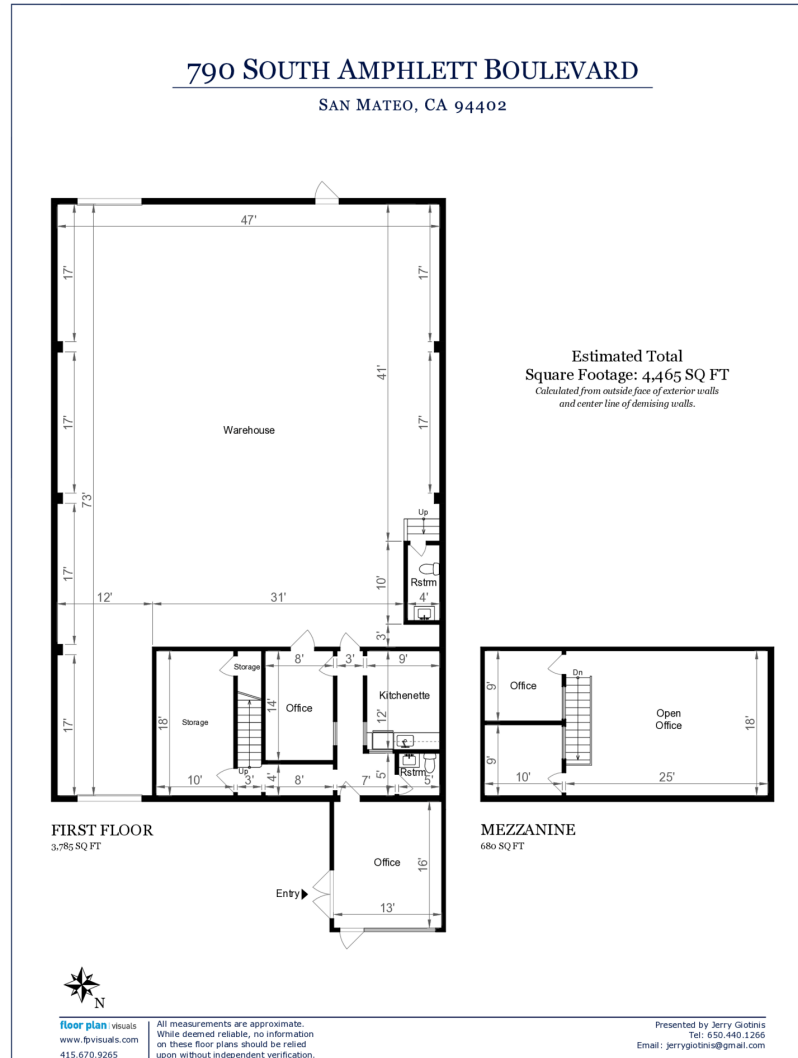 790 South Amphlett Boulevard
San Mateo, CA 94402
47'
17'
17'
41'
Estimated Total
Square Footage: 4,465 SQ FT
Calculated from outside face of exterior walls
and center line of demising walls.
Warehouse
17'
17'
73'
Up
17'
10'
Rstrm
12'
31'
4'
3'
8'
3'
9'
Storage
Kitchenette
14'
Office
12'
18'
Storage
17'
Up
10'
3'
4'
8'
7'
5'
Rstrm
5'
9'
Office
Dn
Open
Office
18'
9'
10'
25'
FIRST FLOOR
3,785 SQ FT
MEZZANINE
680 SQ FT
Office
16'
Entry
13'
N
floor plan visuals
www.fpvisuals.com
415.670.9265
All measurements are approximate.
While deemed reliable, no information
on these floor plans should be relied
upon without independent verification.
Presented by Jerry Giotinis
Tel: 650.440.1266
Email: jerrygiotinis@gmail.com